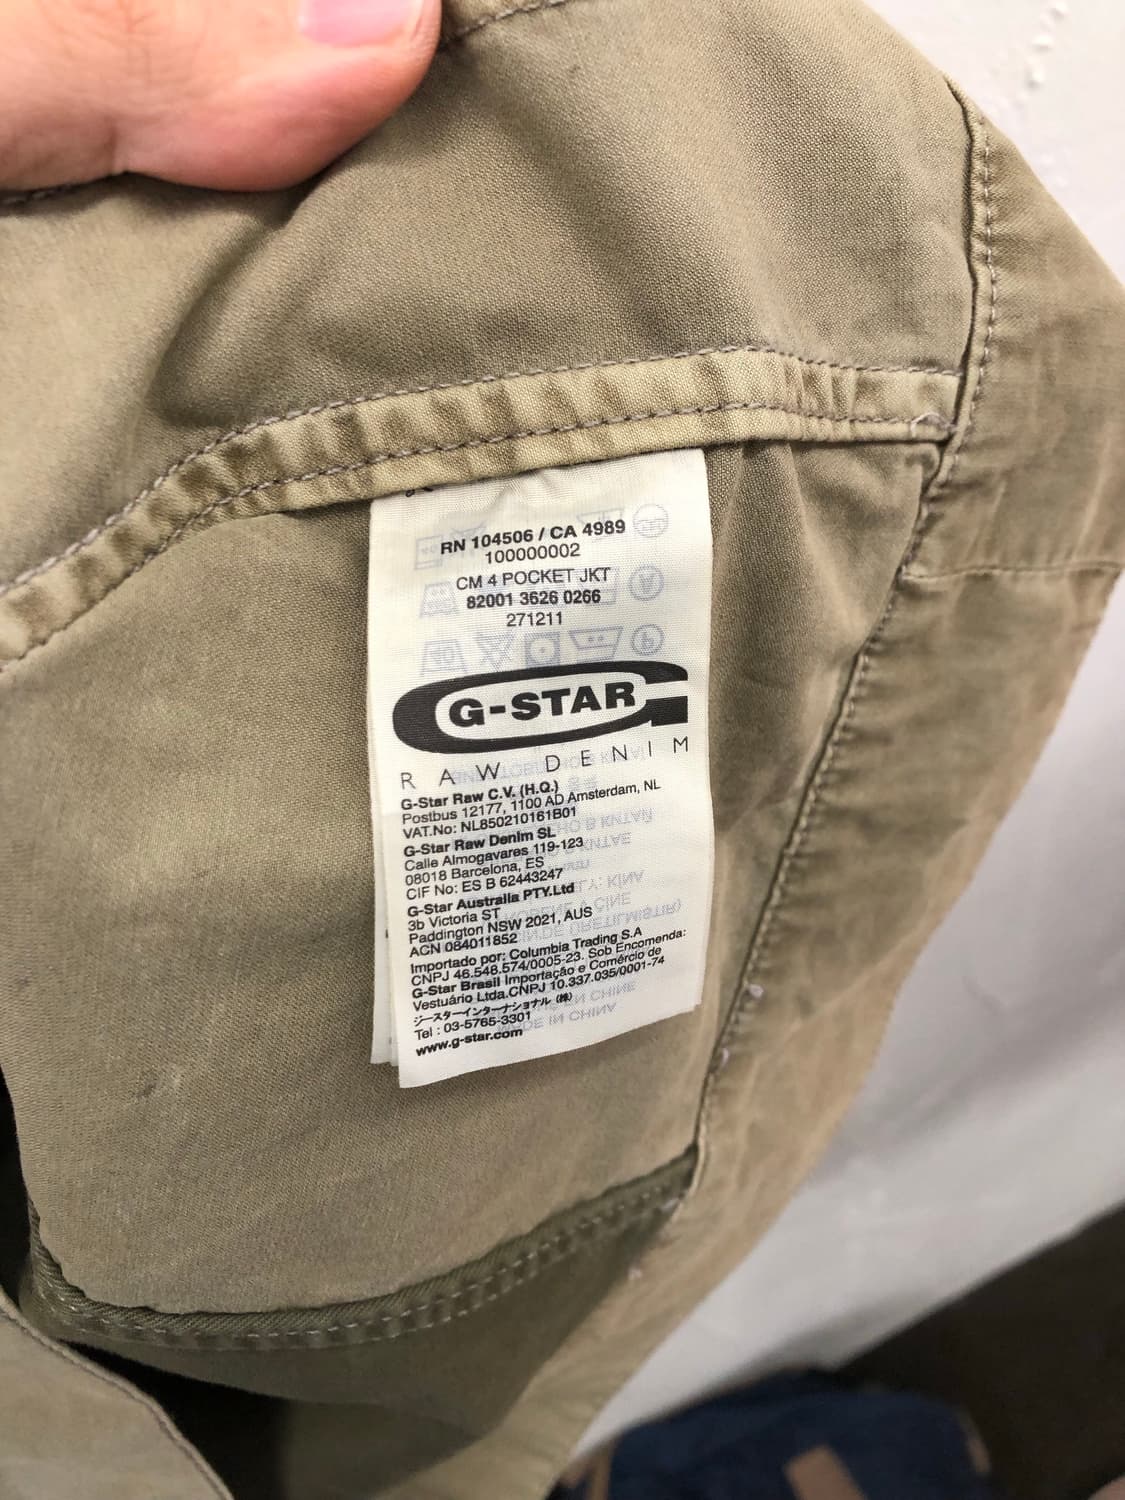 RN 104506 / CA 4989
100000002
CM 4 POCKET JKT
82001 3626 0266
271211
G-STAR
RAW DENIM
G-Star Raw C.V. (H.Q.)
Postbus 12177, 1100 AD Amsterdam, NL
VAT.No: NL850210161B01
G-Star Raw Denim SL
Calle Almogavares 119-123
08018 Barcelona, ES
CIF No: ES B 62443247
G-Star Australia PTY.Ltd
3b Victoria ST
Paddington NSW 2021, AUS
ACN 084011852
Importado por: Columbia Trading S.A
CNPJ 46.548.574/0005-23. Sob Encomenda:
G-Star Brasil Importação e Comércio de
Vestuário Ltda.CNPJ 10.337.035/0001-74
ジースターインターナショナル (株)
Tel : 03-5765-3301
www.g-star.com
MADE IN CHINA